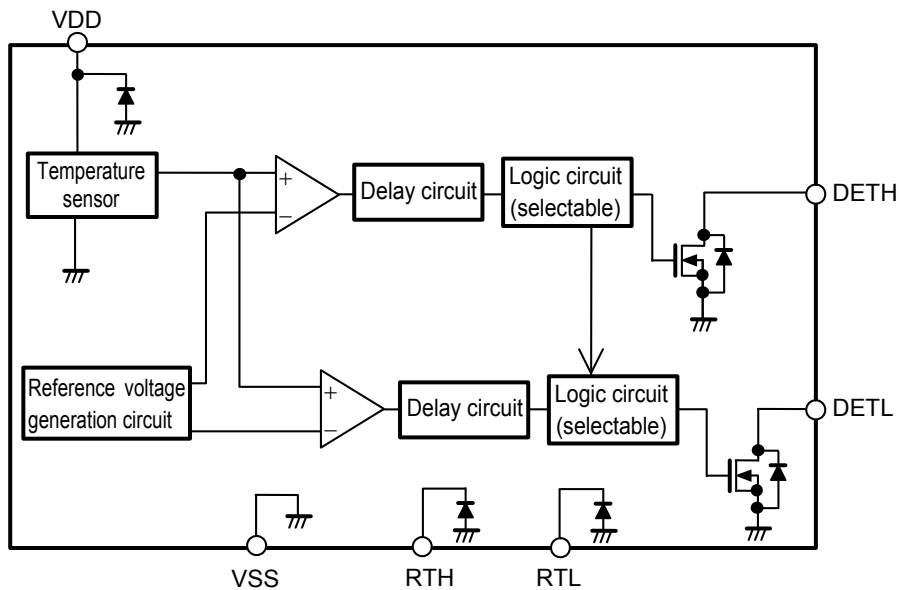 VDD
Temperature
sensor
+
−
Delay circuit
Logic circuit
(selectable)
DETH
Reference voltage
generation circuit
+
−
Delay circuit
Logic circuit
(selectable)
DETL
VSS
RTH
RTL